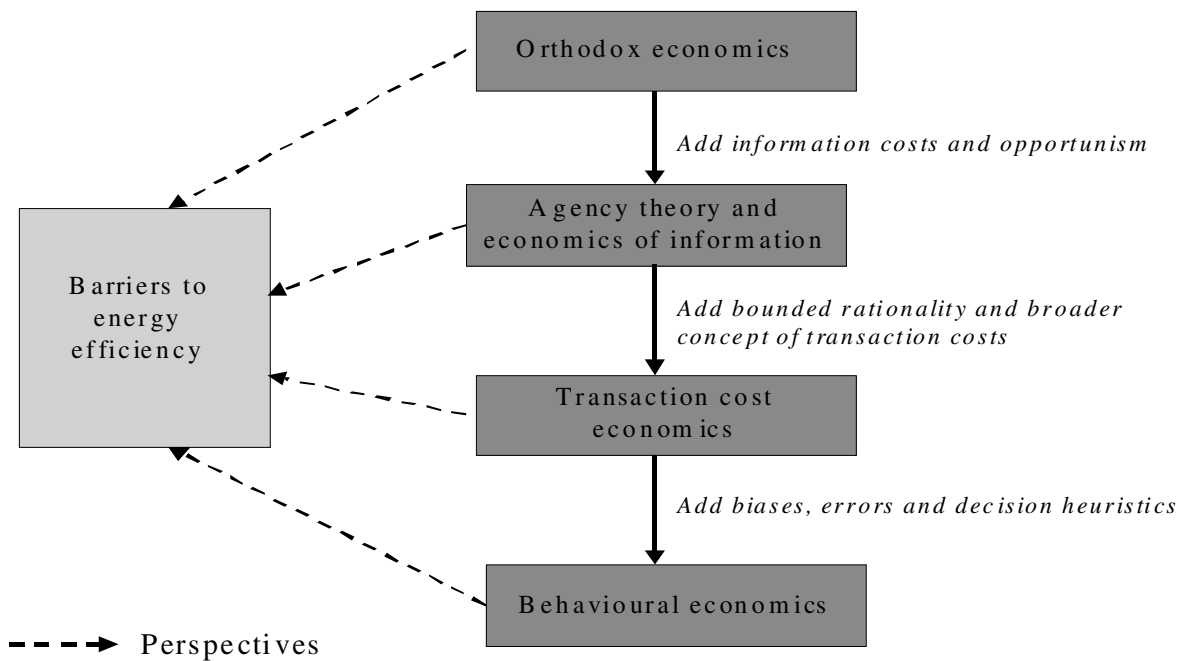 Orthodox economics
Add information costs and opportunism
Agency theory and
economics of information
Barriers to
energy
efficiency
Add bounded rationality and broader
concept of transaction costs
Transaction cost
economics
Add biases, errors and decision heuristics
Behavioural economics
Perspectives